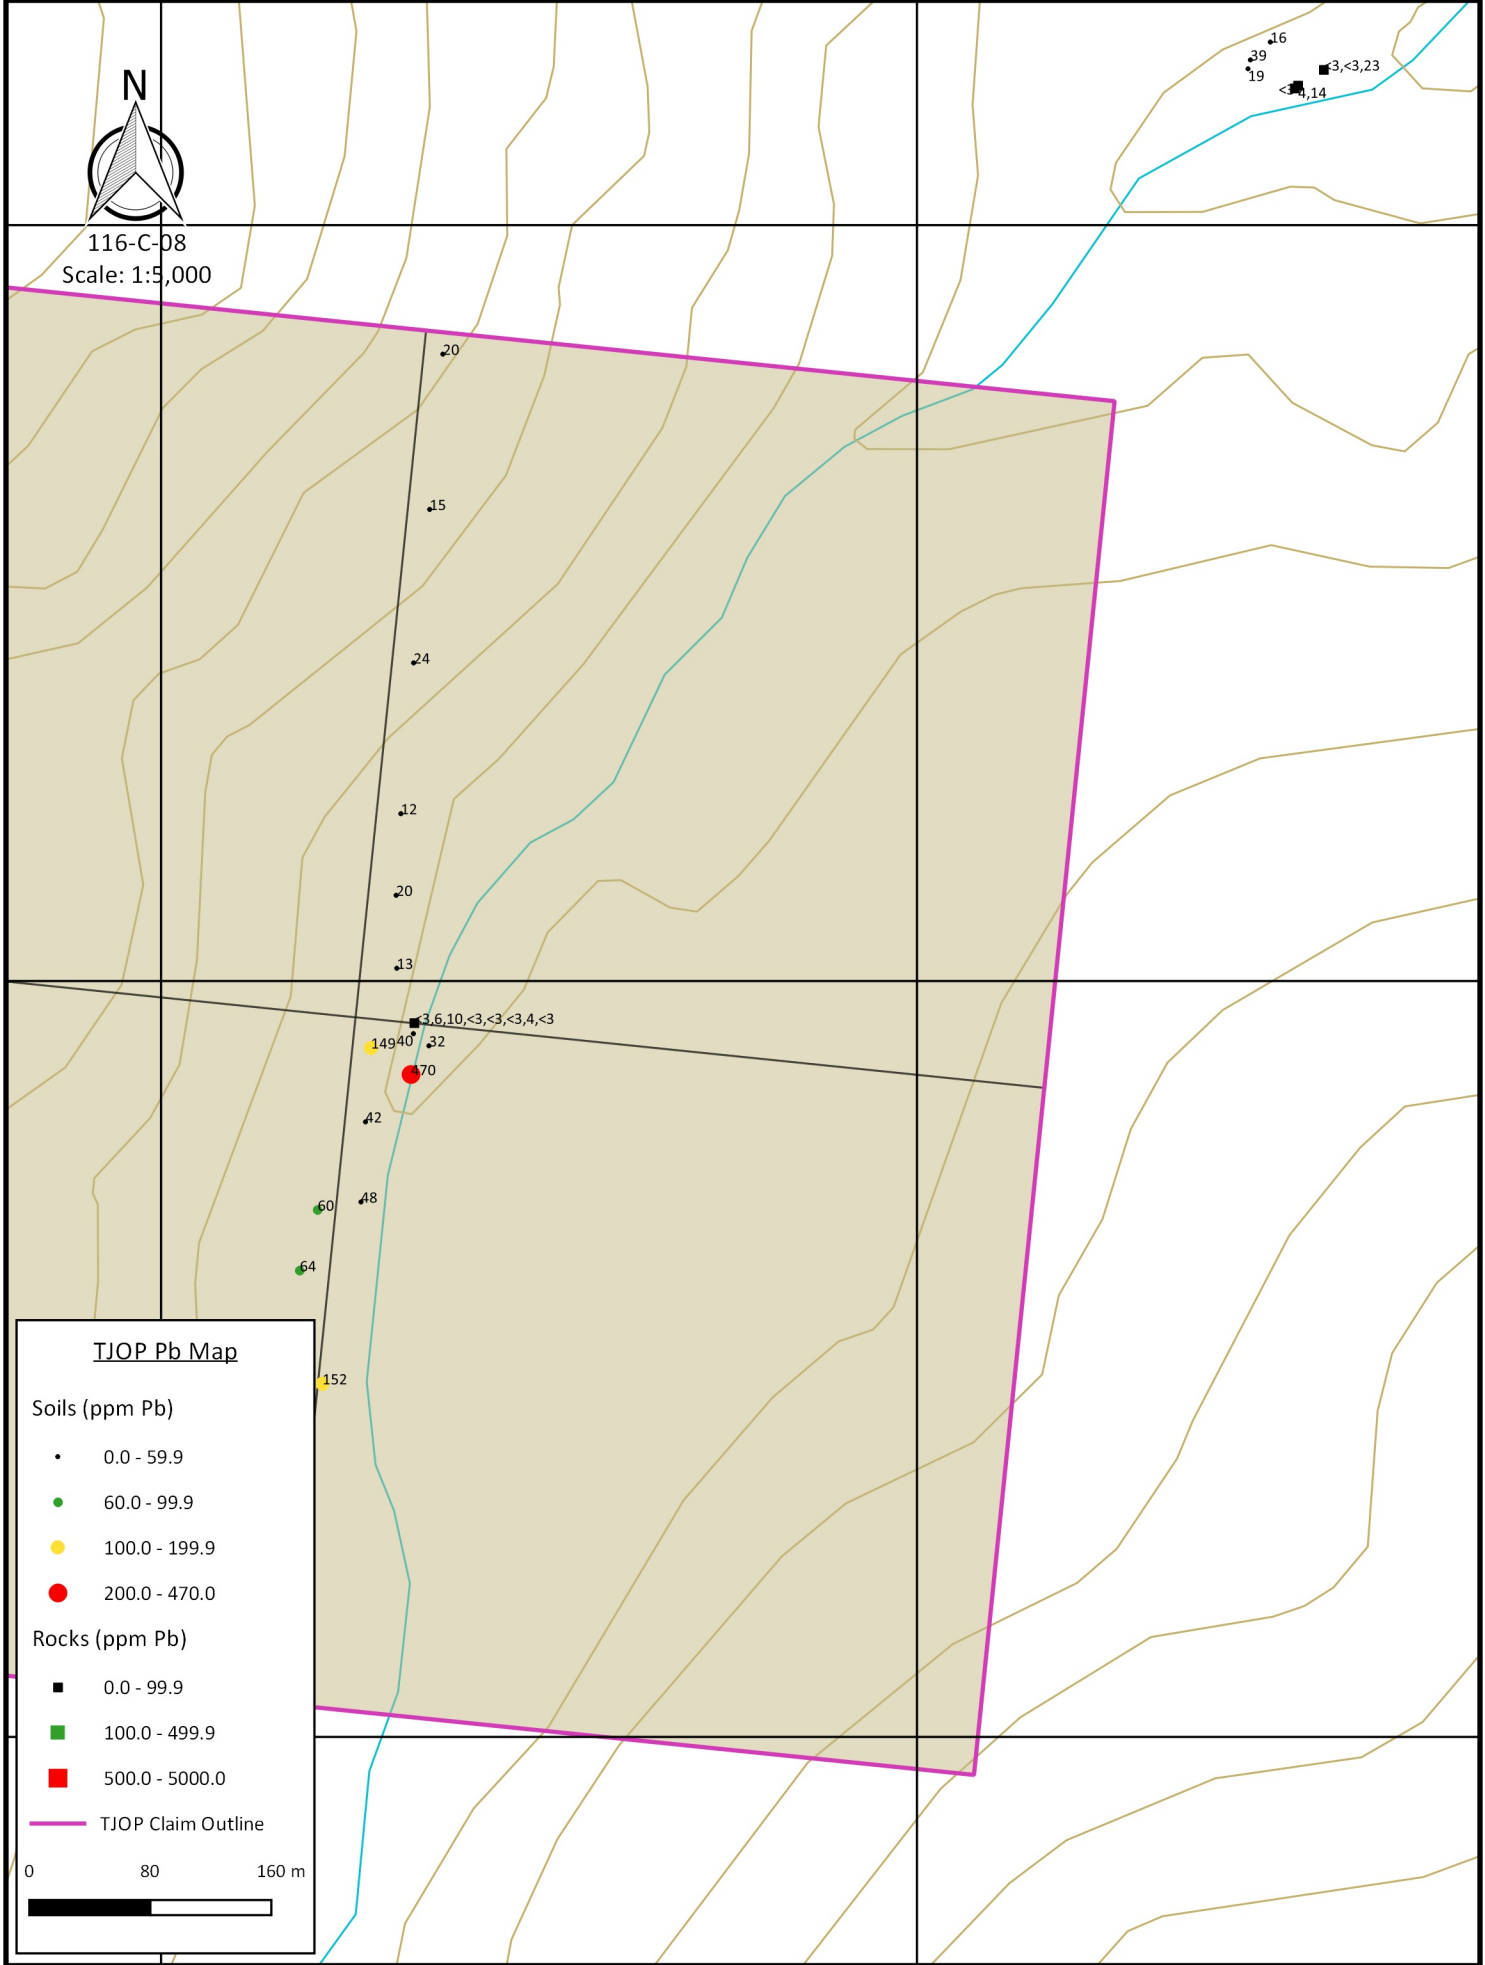 16
39
<3,<3,23
19
4,14
N
116-C-08
Scale: 1:5,000
20
15
24
12
20
13
<3,6,10,<3,<3,<3,4,<3
149
40
32
470
42
48
60
64
152
TJOP Pb Map
Soils (ppm Pb)
0.0 - 59.9
60.0 - 99.9
100.0 - 199.9
200.0 - 470.0
Rocks (ppm Pb)
0.0 - 99.9
100.0 - 499.9
500.0 - 5000.0
TJOP Claim Outline
0 80 160 m